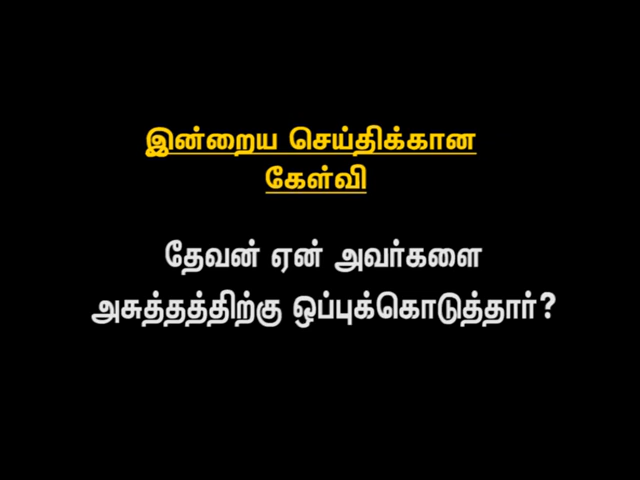 இன்றைய செய்திக்கான
கேள்வி
தேவன் ஏன் அவர்களை
அசுத்தத்திற்கு ஒப்புக்கொடுத்தார்?